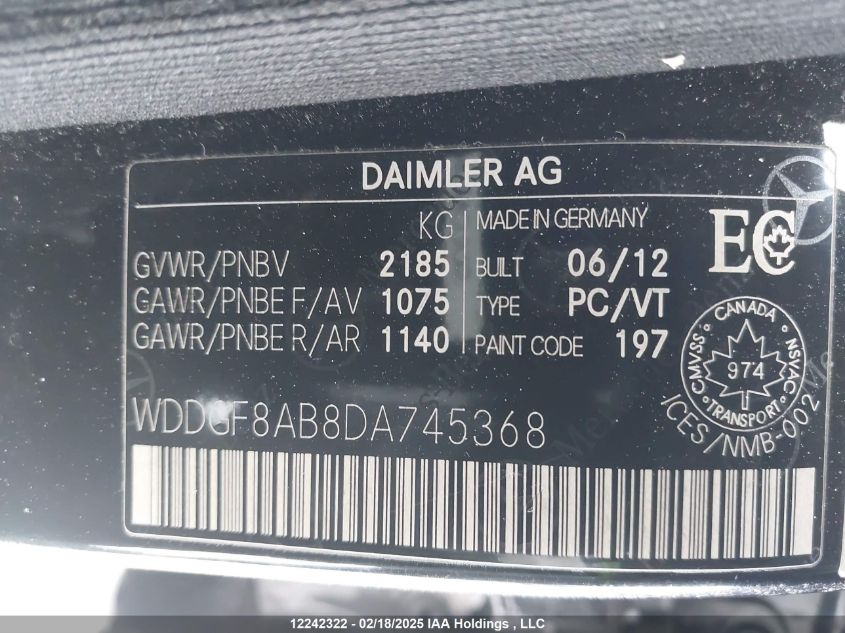 DAIMLER AG
KG MADE IN GERMANY
GVWR/PNBV 2185 BUILT 06/12
GAWR/PNBE F/AV 1075 TYPE PC/VT
GAWR/PNBE R/AR 1140 PAINT CODE 197
EC
CANADA
CMVSS 974 NSVAC
TRANSPORT
ICES/NMB-002
WDDGF8AB8DA745368
12242322 - 02/18/2025 IAA Holdings , LLC